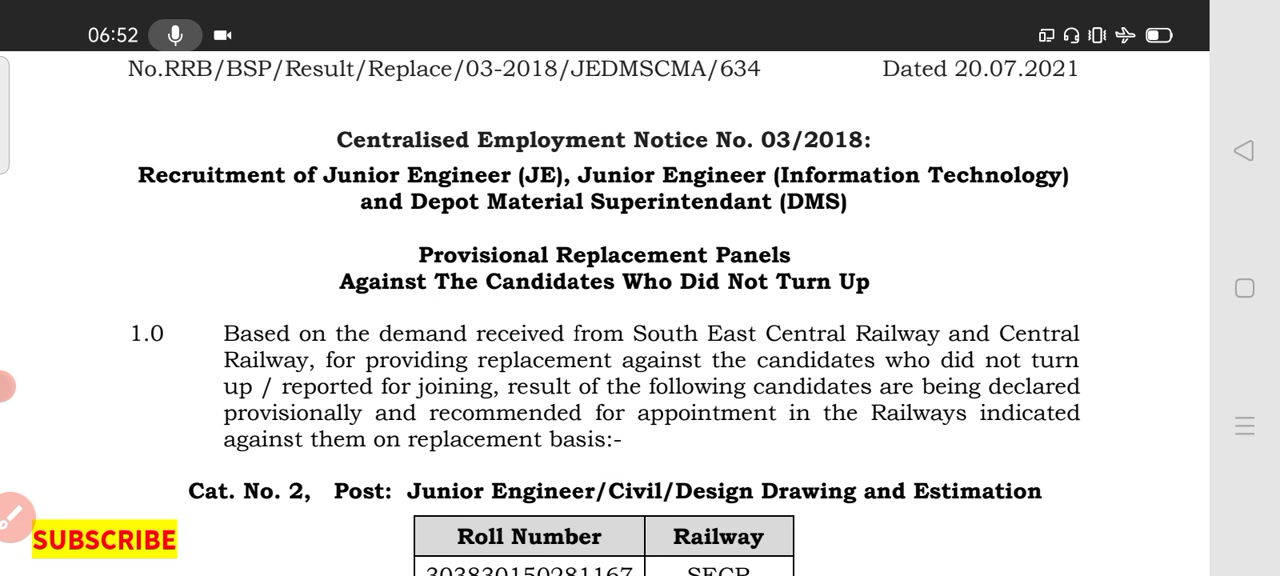 06:52
No.RRB/BSP/Result/Replace/03-2018/JEDMSCMA/634 Dated 20.07.2021
Centralised Employment Notice No. 03/2018:
Recruitment of Junior Engineer (JE), Junior Engineer (Information Technology)
and Depot Material Superintendant (DMS)
Provisional Replacement Panels
Against The Candidates Who Did Not Turn Up
1.0 Based on the demand received from South East Central Railway and Central
Railway, for providing replacement against the candidates who did not turn
up / reported for joining, result of the following candidates are being declared
provisionally and recommended for appointment in the Railways indicated
against them on replacement basis:-
Cat. No. 2, Post: Junior Engineer/Civil/Design Drawing and Estimation
SUBSCRIBE
Roll Number Railway
303830150281167 SECR